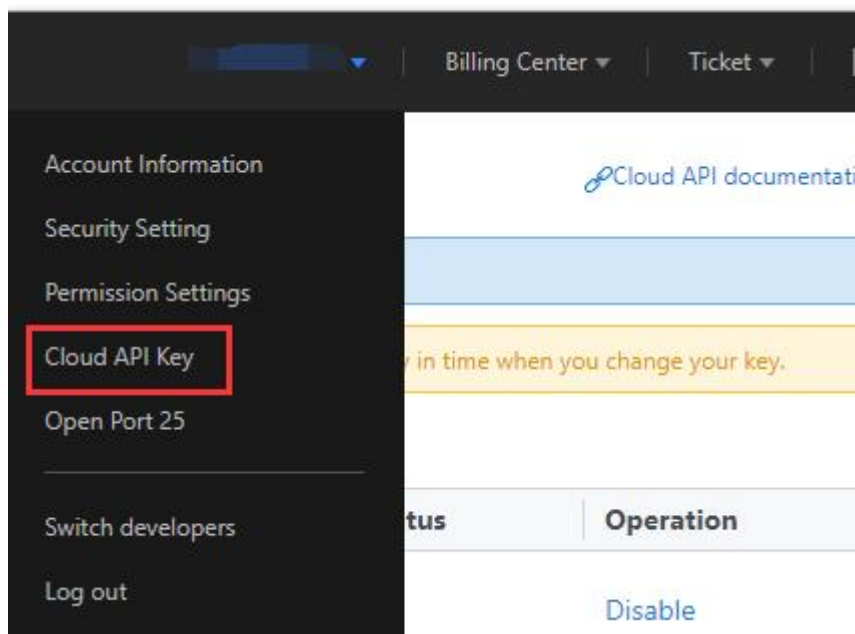 Billing Center
Ticket
Account Information
Cloud API documentati
Security Setting
Permission Settings
Cloud API Key
in time when you change your key.
Open Port 25
tus
Operation
Switch developers
Log out
Disable